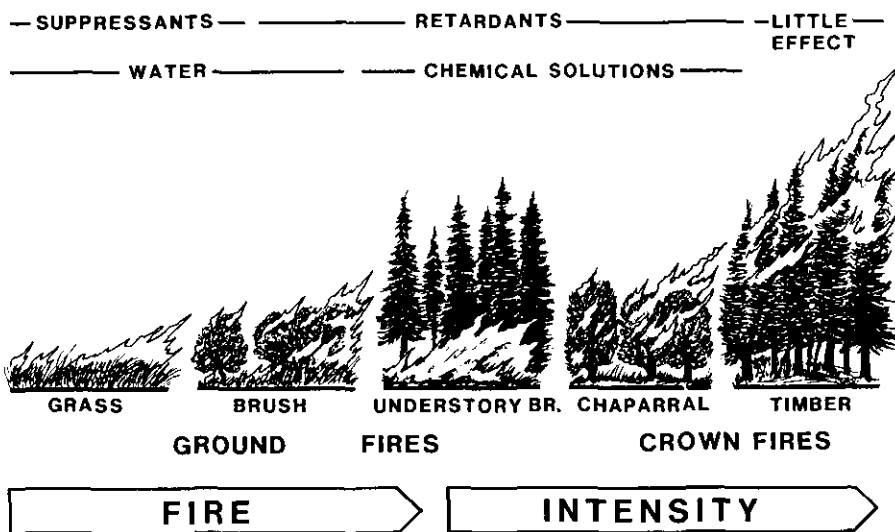 SUPPRESSANTS RETARDANTS LITTLE
EFFECT
WATER CHEMICAL SOLUTIONS
GRASS BRUSH UNDERSTORY BR. CHAPARRAL TIMBER
GROUND FIRES CROWN FIRES
FIRE INTENSITY